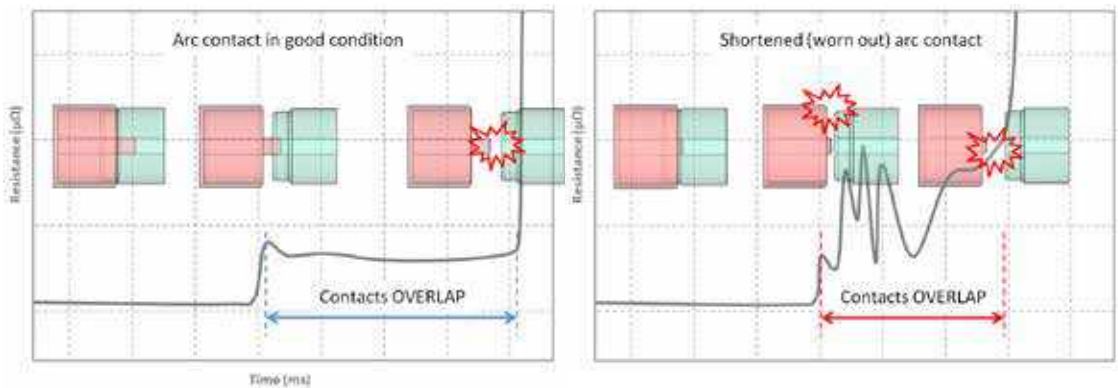 Arc contact in good condition
Resistance (μΩ)
Contacts OVERLAP
Time (ms)
Shortened (worn out) arc contact
Resistance (μΩ)
Contacts OVERLAP